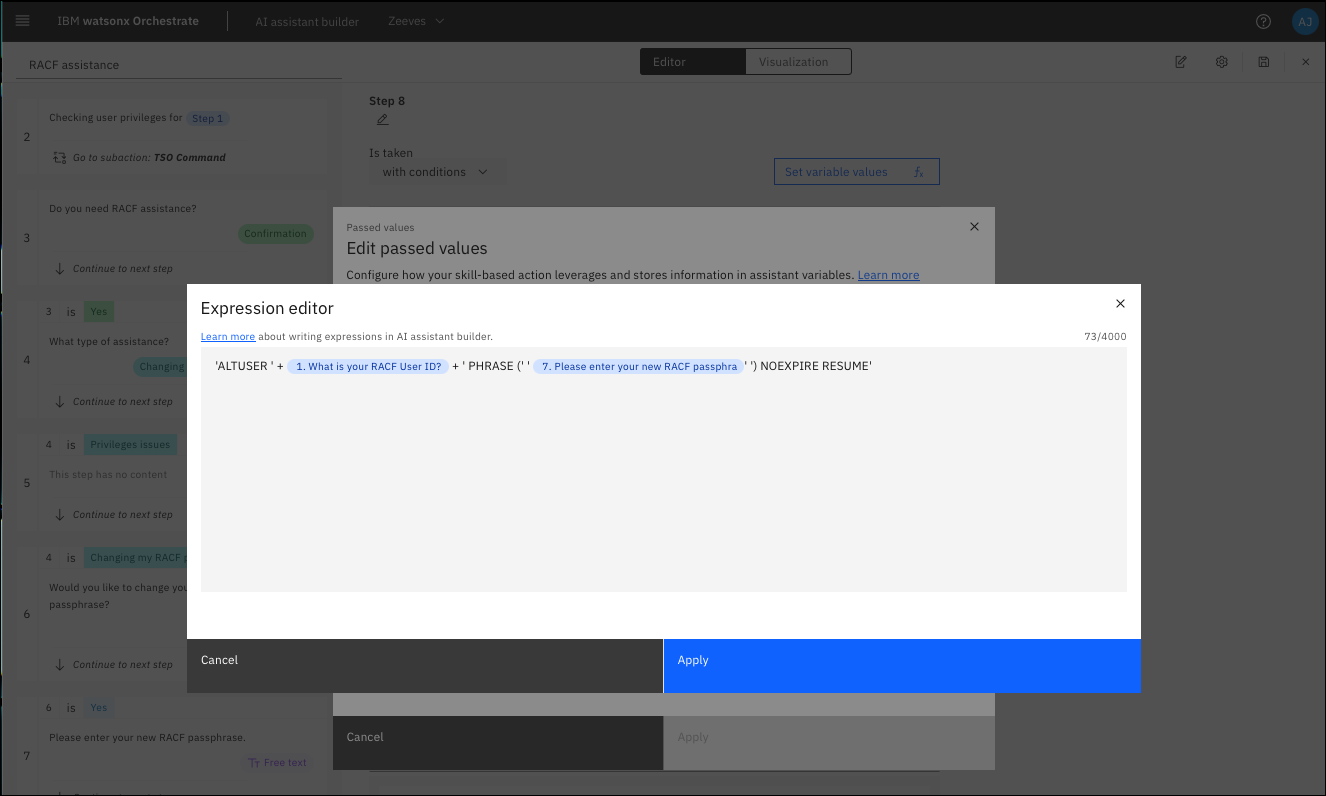 IBM watsonx Orchestrate
AI assistant builder
Zeeves
AJ
RACF assistance
Editor
Visualization
2
Checking user privileges for Step 1
Go to subaction: TSO Command
3
Do you need RACF assistance?
Confirmation
Continue to next step
4
3 is Yes
What type of assistance?
Changing
Continue to next step
5
4 is Privileges issues
This step has no content
Continue to next step
6
4 is Changing my RACF
Would you like to change
passphrase?
Continue to next step
7
6 is Yes
Please enter your new RACF passphrase.
Tт Free text
Step 8
Is taken
with conditions
Set variable values fx
Passed values
Edit passed values
Configure how your skill-based action leverages and stores information in assistant variables. Learn more
Expression editor
Learn more about writing expressions in AI assistant builder.
73/4000
'ALTUSER ' + 1. What is your RACF User ID? + ' PHRASE (' ' 7. Please enter your new RACF passphra ' ') NOEXPIRE RESUME'
Cancel
Apply
Cancel
Apply